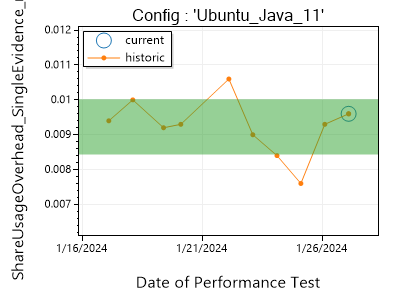 Config : 'Ubuntu_Java_11'
current
historic
0.012
0.011
0.01
0.009
0.008
0.007
1/16/2024
1/21/2024
1/26/2024
Date of Performance Test
ShareUsageOverhead_SingleEvidence_